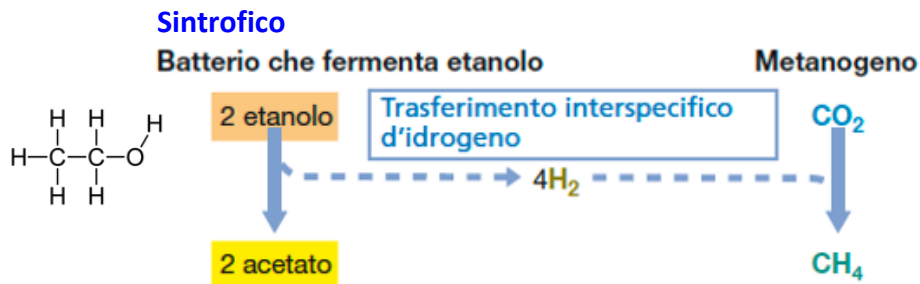 Sintrofico
Batterio che fermenta etanolo
Metanogeno
2 etanolo
Trasferimento interspecifico
d'idrogeno
CO₂
H H H
H-C-C-O
H H
4H₂
2 acetato
CH₄